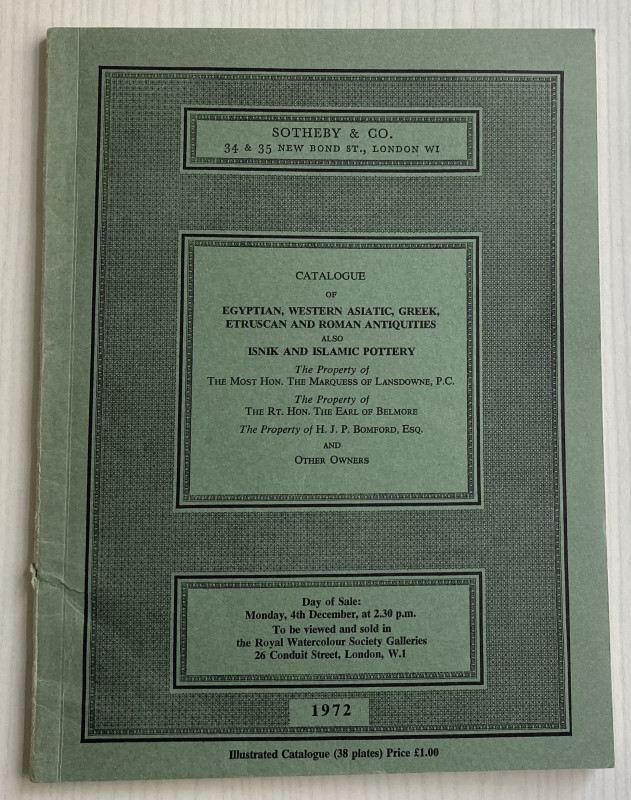 SOTHEBY & CO.
34 & 35 NEW BOND ST., LONDON WI
CATALOGUE
OF
EGYPTIAN, WESTERN ASIATIC, GREEK,
ETRUSCAN AND ROMAN ANTIQUITIES
ALSO
ISNIK AND ISLAMIC POTTERY
The Property of
THE MOST HON. THE MARQUESS OF LANSDOWNE, P.C.
The Property of
THE RT. HON. THE EARL OF BELMORE
The Property of H. J. P. BOMFORD, ESQ.
AND
OTHER OWNERS
Day of Sale:
Monday, 4th December, at 2.30 p.m.
To be viewed and sold in
the Royal Watercolour Society Galleries
26 Conduit Street, London, W.1
1972
Illustrated Catalogue (38 plates) Price £1.00